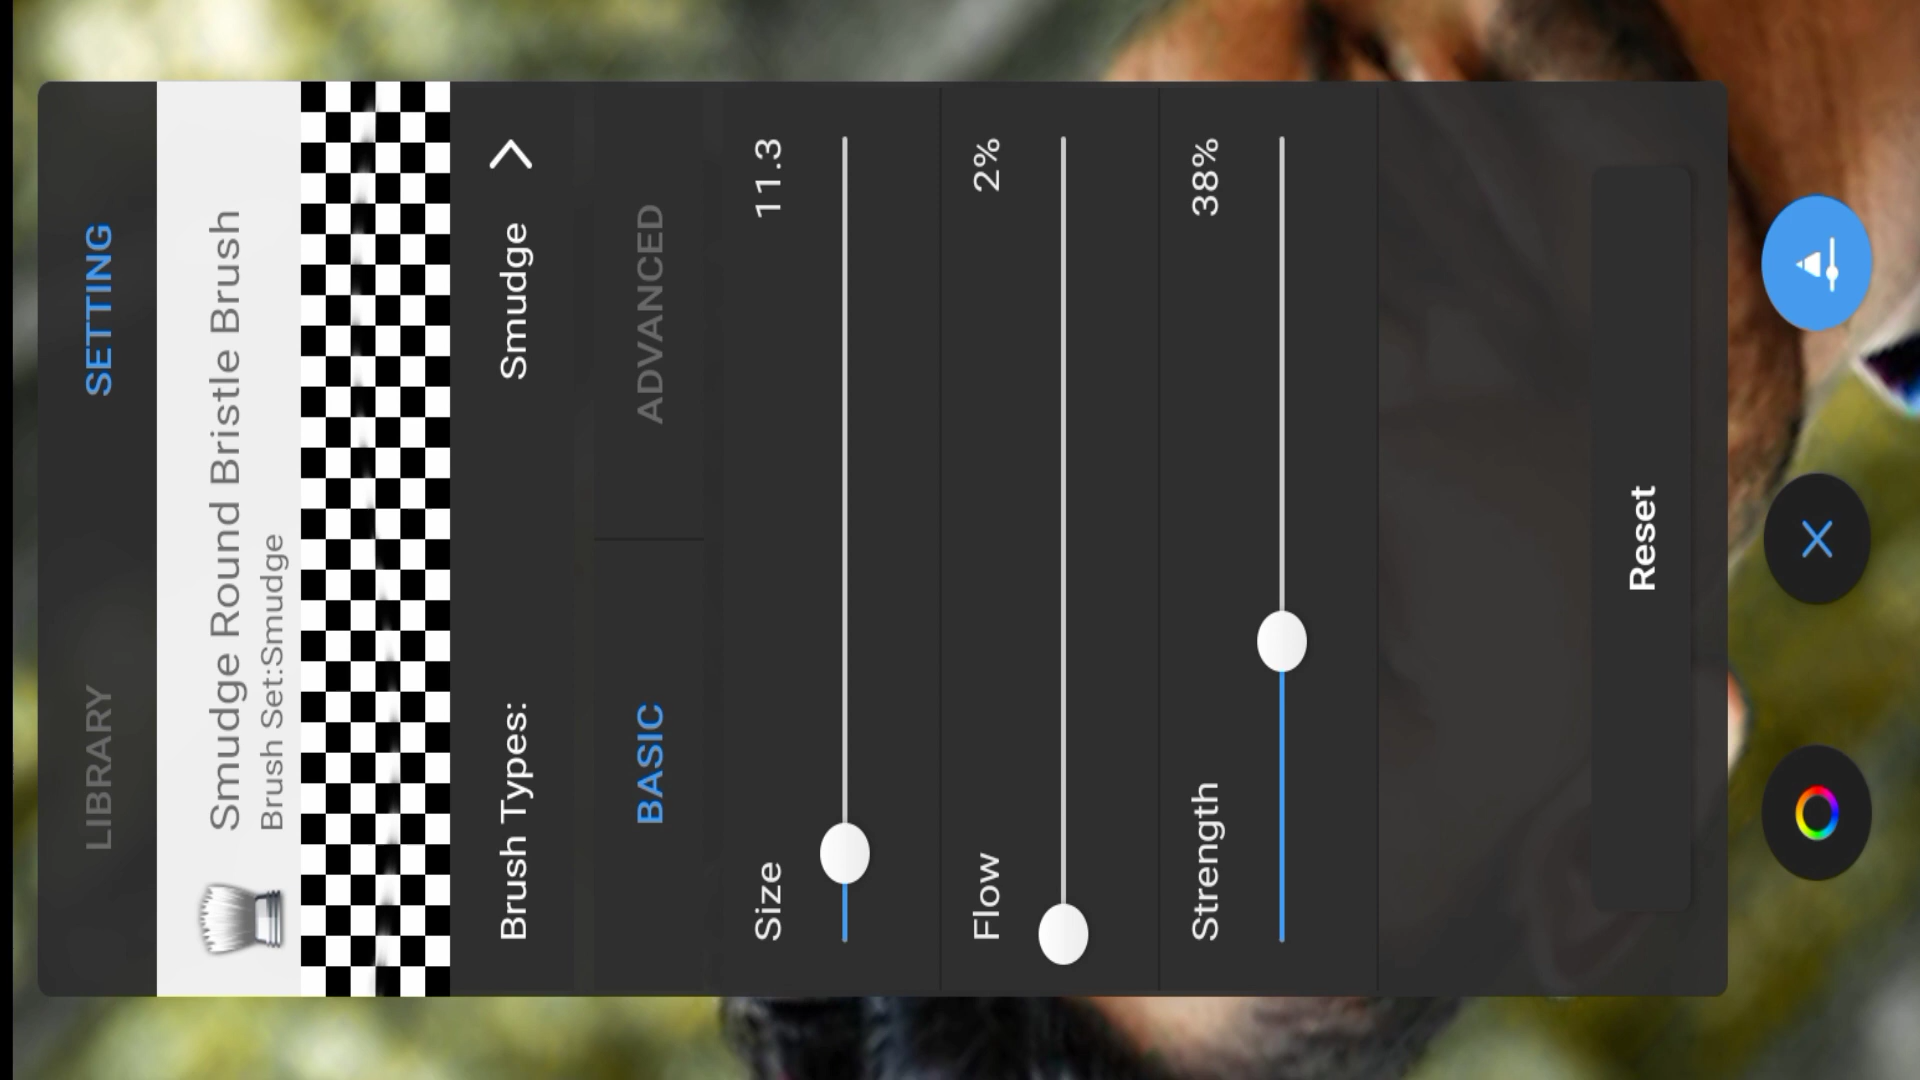 LIBRARY SETTING
Smudge Round Bristle Brush
Brush Set:Smudge
Brush Types: Smudge
BASIC ADVANCED
Size 11.3
Flow 2%
Strength 38%
Reset